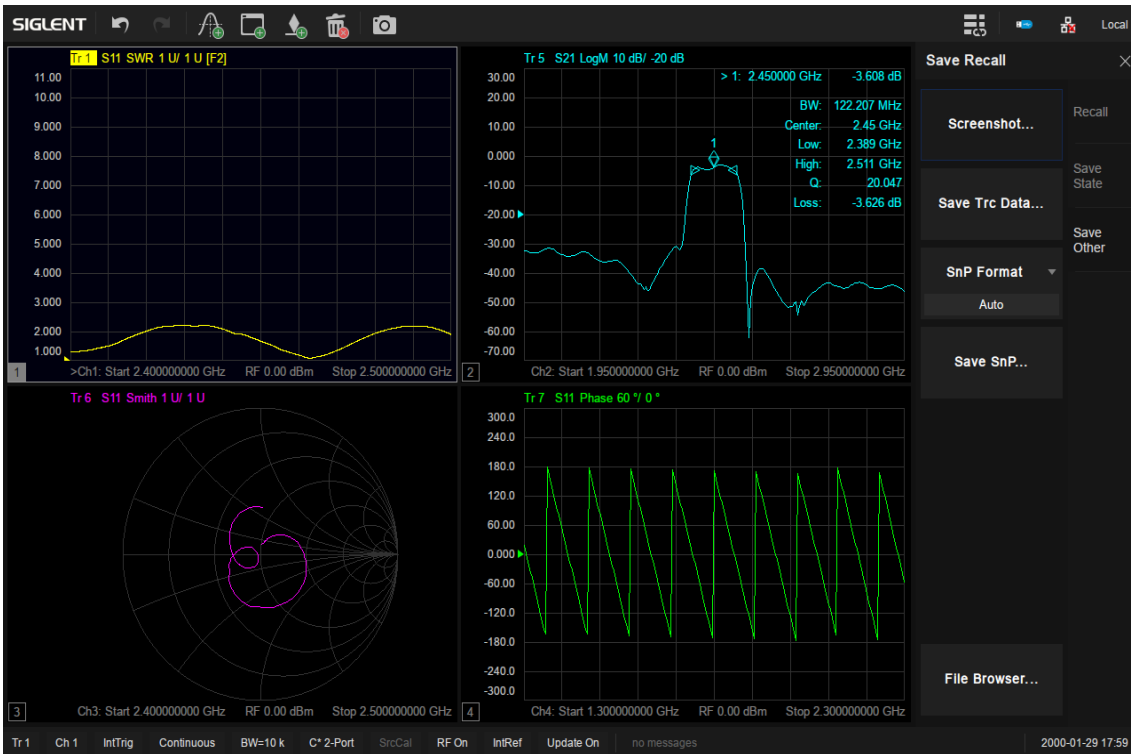 SIGLENT
Local
Tr 1 S11 SWR 1 U/ 1 U [F2]
11.00
10.00
9.000
8.000
7.000
6.000
5.000
4.000
3.000
2.000
1.000
1 >Ch1: Start 2.400000000 GHz RF 0.00 dBm Stop 2.500000000 GHz
Tr 5 S21 LogM 10 dB/ -20 dB
> 1: 2.450000 GHz -3.608 dB
BW: 122.207 MHz
Center: 2.45 GHz
Low: 2.389 GHz
High: 2.511 GHz
Q: 20.047
Loss: -3.626 dB
1
30.00
20.00
10.00
0.000
-10.00
-20.00
-30.00
-40.00
-50.00
-60.00
-70.00
2 Ch2: Start 1.950000000 GHz RF 0.00 dBm Stop 2.950000000 GHz
Tr 6 S11 Smith 1 U/ 1 U
3 Ch3: Start 2.400000000 GHz RF 0.00 dBm Stop 2.500000000 GHz
Tr 7 S11 Phase 60 °/ 0 °
300.0
240.0
180.0
120.0
60.00
0.000
-60.00
-120.0
-180.0
-240.0
-300.0
4 Ch4: Start 1.300000000 GHz RF 0.00 dBm Stop 2.300000000 GHz
Save Recall
Screenshot...
Save Trc Data...
SnP Format
Auto
Save SnP...
File Browser...
Recall
Save
State
Save
Other
Tr 1 Ch 1 IntTrig Continuous BW=10 k C* 2-Port SrcCal RF On IntRef Update On no messages 2000-01-29 17:59